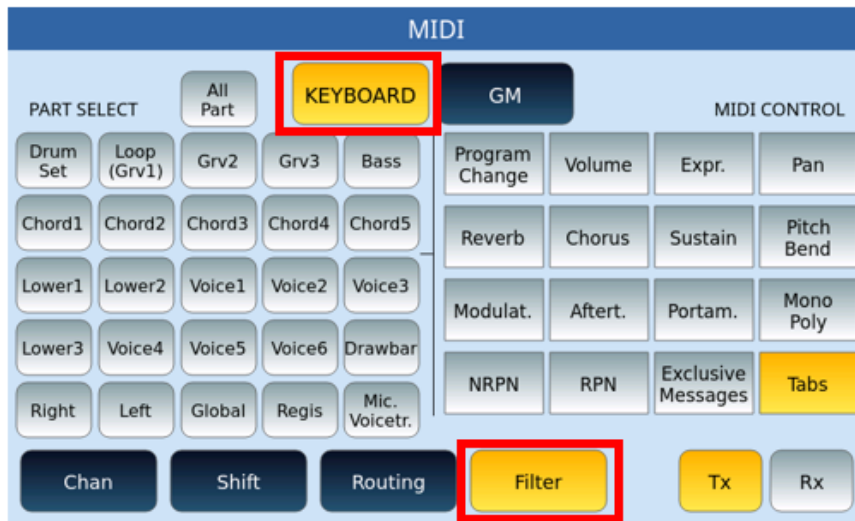 MIDI
PART SELECT
All
Part
KEYBOARD
GM
MIDI CONTROL
Drum
Set
Loop
(Grv1)
Grv2
Grv3
Bass
Program
Change
Volume
Expr.
Pan
Chord1
Chord2
Chord3
Chord4
Chord5
Reverb
Chorus
Sustain
Pitch
Bend
Lower1
Lower2
Voice1
Voice2
Voice3
Modulat.
Aftert.
Portam.
Mono
Poly
Lower3
Voice4
Voice5
Voice6
Drawbar
NRPN
RPN
Exclusive
Messages
Tabs
Right
Left
Global
Regis
Mic.
Voicetr.
Chan
Shift
Routing
Filter
Tx
Rx